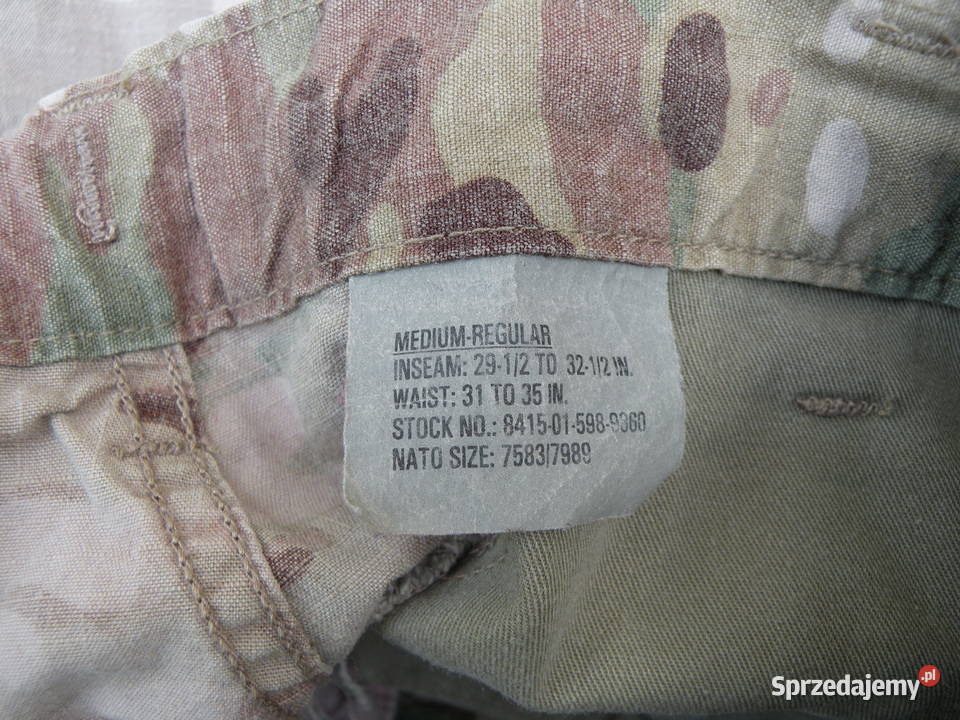 MEDIUM-REGULAR
INSEAM: 29-1/2 TO 32-1/2 IN.
WAIST: 31 TO 35 IN.
STOCK NO.: 8415-01-598-9360
NATO SIZE: 7583/7989
Sprzedajemy.pl